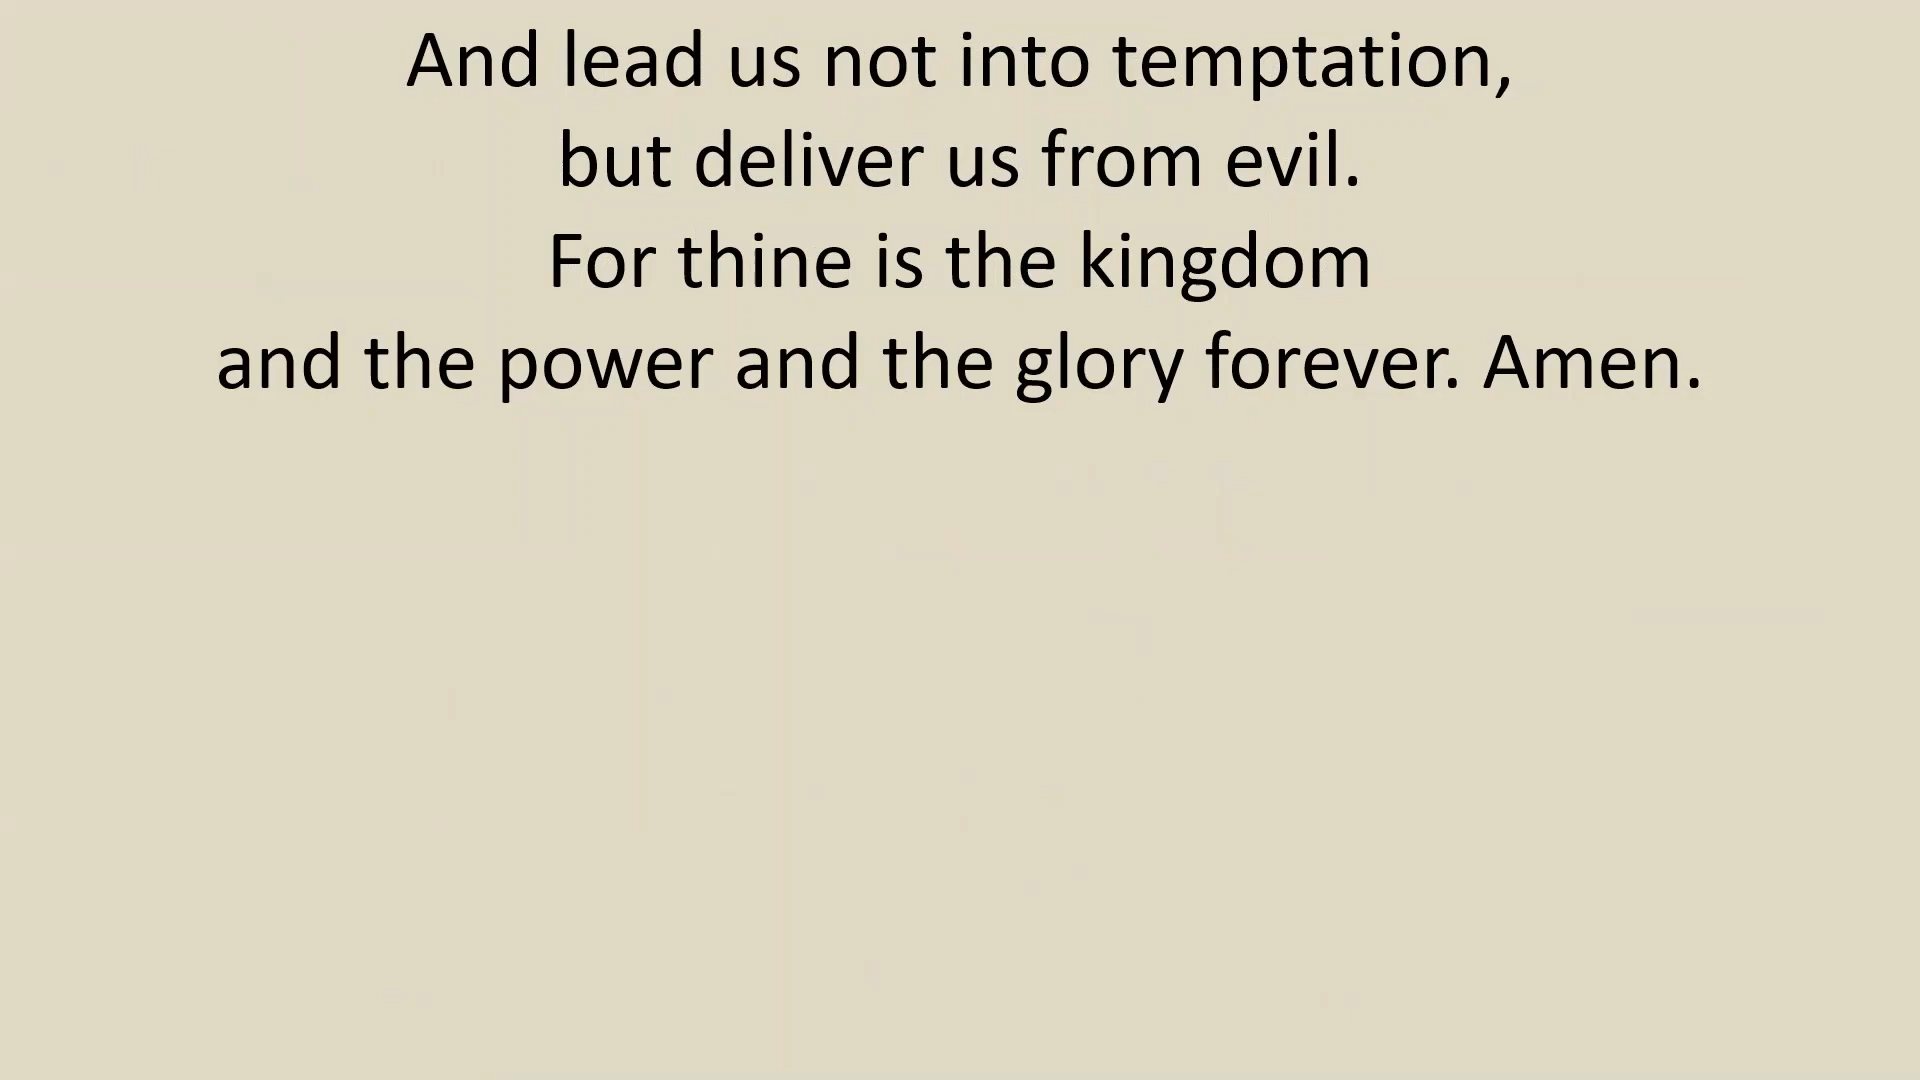 And lead us not into temptation,
but deliver us from evil.
For thine is the kingdom
and the power and the glory forever. Amen.